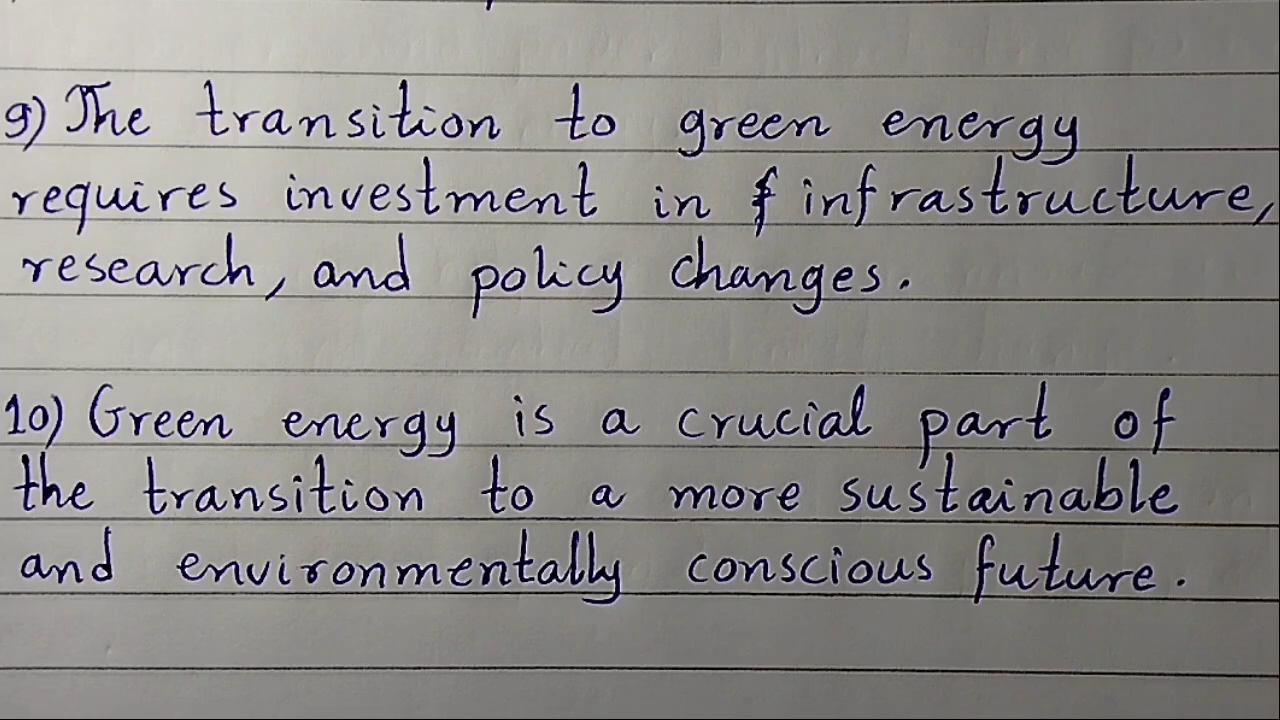 9) The transition to green energy
requires investment in infrastructure,
research, and policy changes.
10) Green energy is a crucial part of
the transition to a more sustainable
and environmentally conscious future.